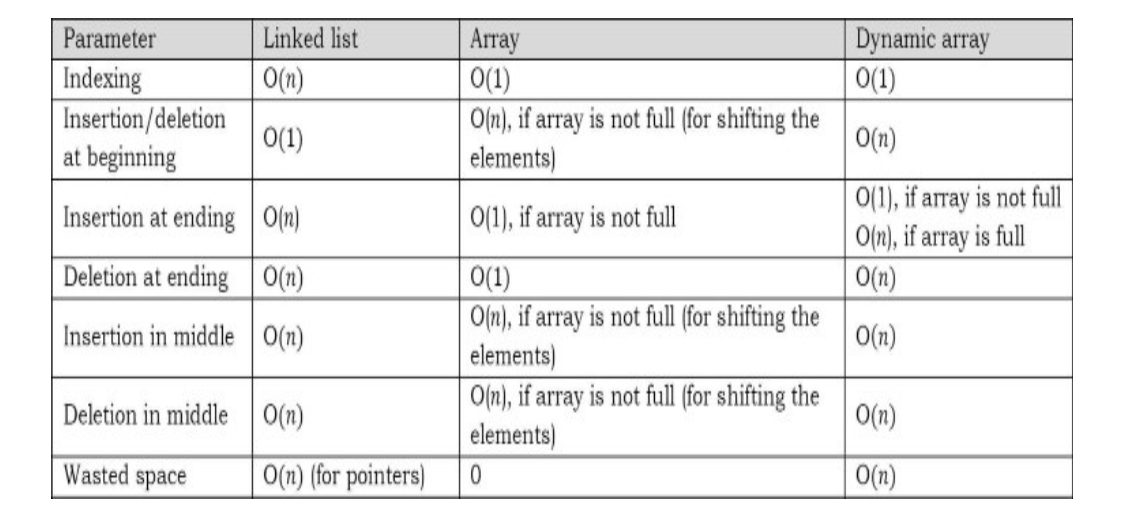 Parameter Linked list Array Dynamic array
Indexing O(n) O(1) O(1)
Insertion/deletion
at beginning
O(1)
O(n), if array is not full (for shifting the
elements)
O(n)
Insertion at ending O(n) O(1), if array is not full
O(1), if array is not full
O(n), if array is full
Deletion at ending O(n) O(1) O(n)
Insertion in middle O(n)
O(n), if array is not full (for shifting the
elements)
O(n)
Deletion in middle O(n)
O(n), if array is not full (for shifting the
elements)
O(n)
Wasted space O(n) (for pointers) 0 O(n)